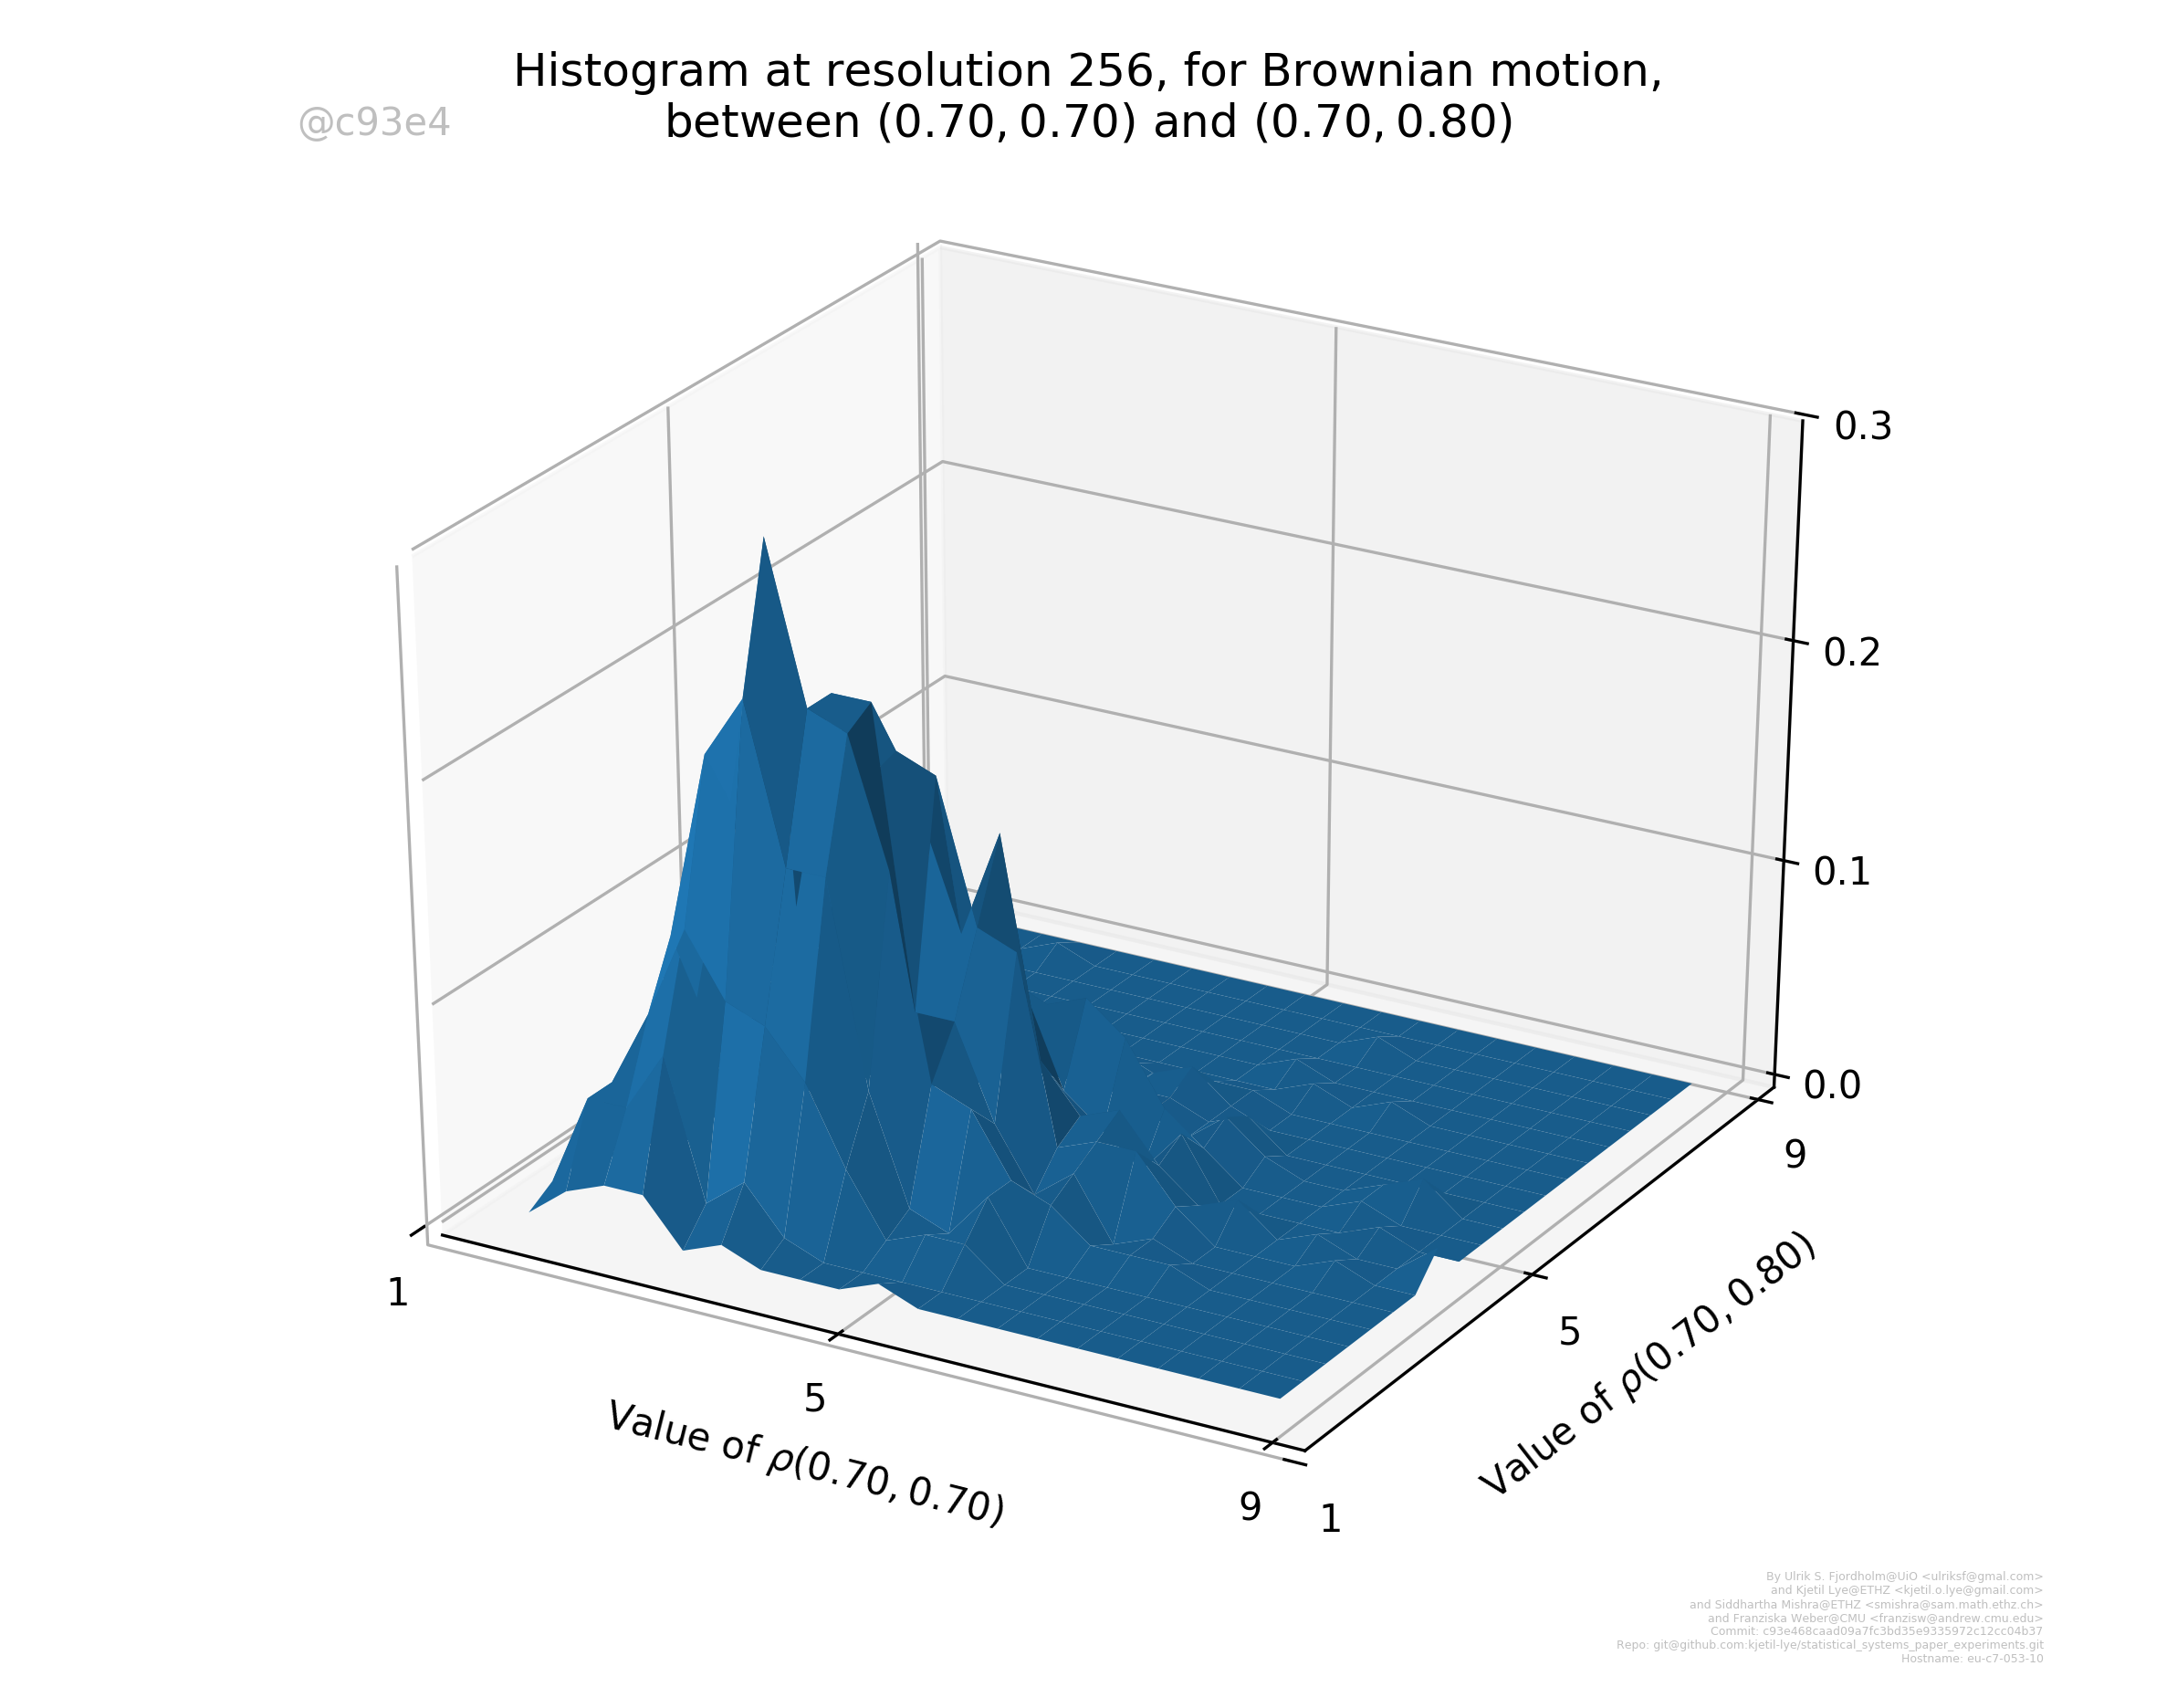 Histogram at resolution 256, for Brownian motion,
between (0.70, 0.70) and (0.70, 0.80)
@c93e4
0.3
0.2
0.1
0.0
9
5
1
Value of ρ(0.70, 0.80)
1
5
9
Value of ρ(0.70, 0.70)
By Ulrik S. Fjordholm@UiO <ulriksf@gmal.com>
and Kjetil Lye@ETHZ <kjetil.o.lye@gmail.com>
and Siddhartha Mishra@ETHZ <smishra@sam.math.ethz.ch>
and Franziska Weber@CMU <franzisw@andrew.cmu.edu>
Commit: c93e468caad09a7fc3bd35e9335972c12cc04b37
Repo: git@github.com:kjetil-lye/statistical_systems_paper_experiments.git
Hostname: eu-c7-053-10